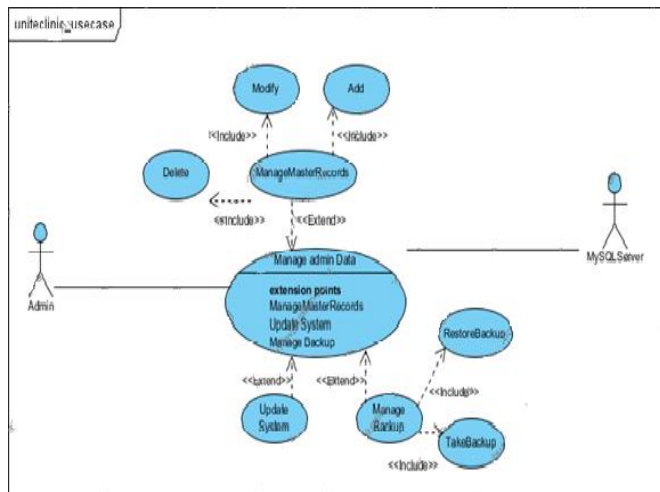 uniteclinic_usecase
Modify
Add
<<Include>>
<<Include>>
Delete
ManageMasterRecords
<<Include>>
<<Extend>>
Manage admin Data
MySQLServer
Admin
extension points
ManageMasterRecords
Update System
Manage Backup
RestoreBackup
<<Extend>>
<<Extend>>
<<Include>>
Update
System
Manage
Backup
TakeBackup
<<Include>>